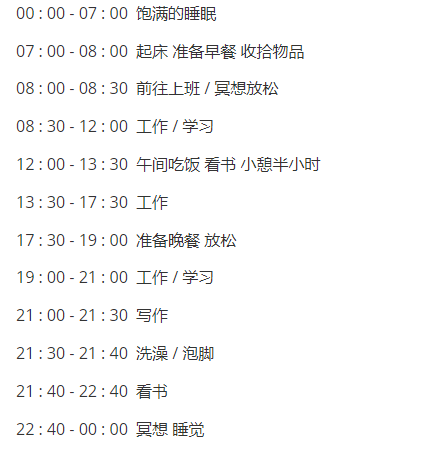 00 : 00 - 07 : 00 饱满的睡眠
07 : 00 - 08 : 00 起床 准备早餐 收拾物品
08 : 00 - 08 : 30 前往上班 / 冥想放松
08 : 30 - 12 : 00 工作 / 学习
12 : 00 - 13 : 30 午间吃饭 看书 小憩半小时
13 : 30 - 17 : 30 工作
17 : 30 - 19 : 00 准备晚餐 放松
19 : 00 - 21 : 00 工作 / 学习
21 : 00 - 21 : 30 写作
21 : 30 - 21 : 40 洗澡 / 泡脚
21 : 40 - 22 : 40 看书
22 : 40 - 00 : 00 冥想 睡觉